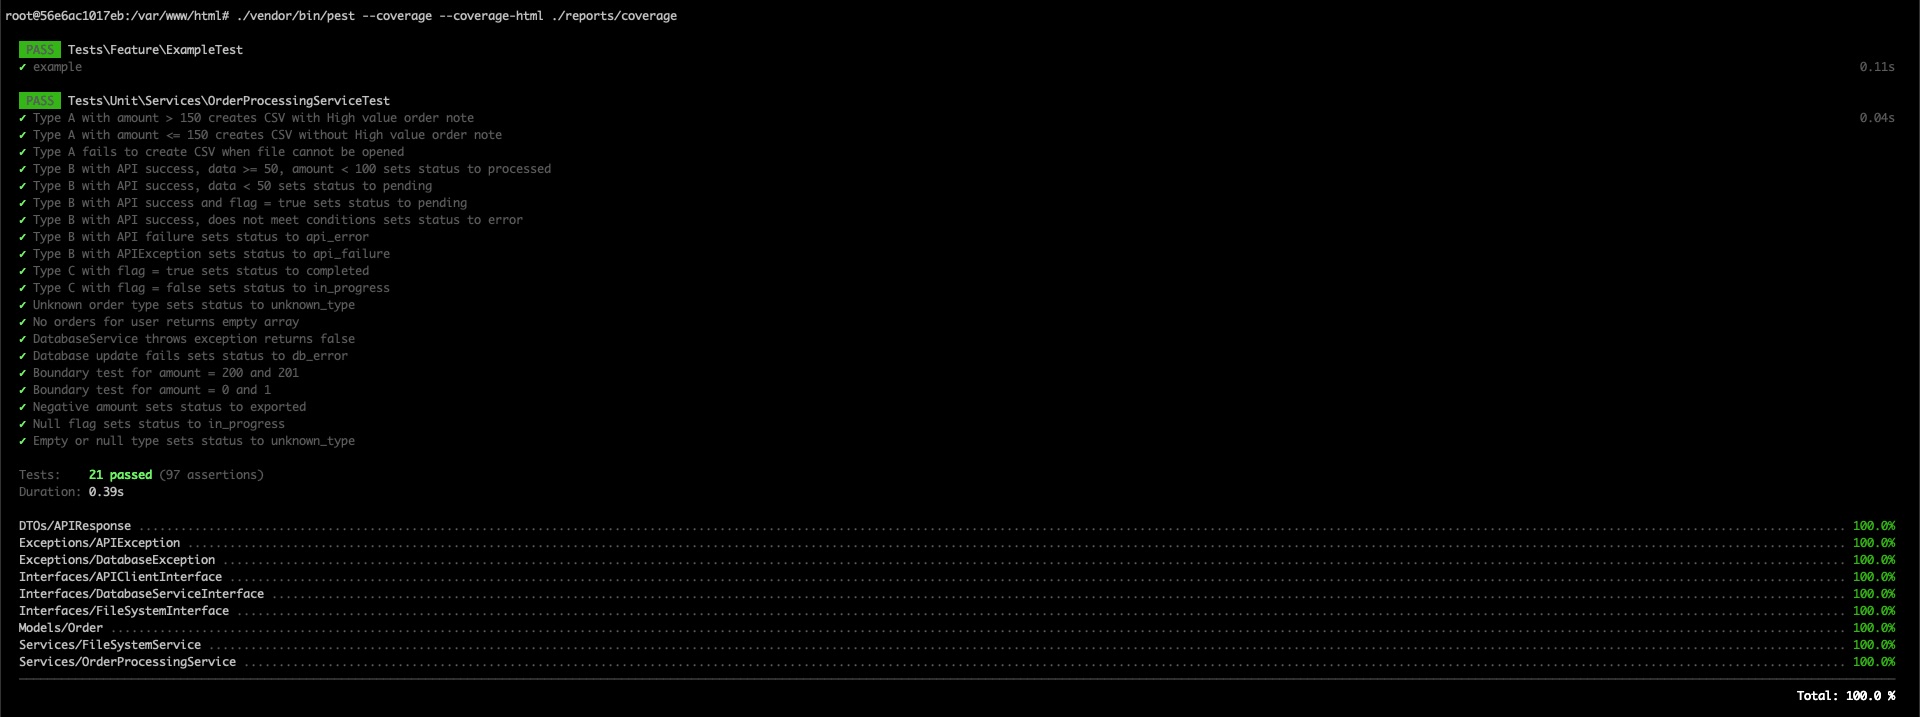 root@56e6ac1017eb:/var/www/html# ./vendor/bin/pest --coverage --coverage-html ./reports/coverage
PASS Tests\Feature\ExampleTest
✓ example 0.11s
PASS Tests\Unit\Services\OrderProcessingServiceTest
✓ Type A with amount > 150 creates CSV with High value order note 0.04s
✓ Type A with amount <= 150 creates CSV without High value order note
✓ Type A fails to create CSV when file cannot be opened
✓ Type B with API success, data >= 50, amount < 100 sets status to processed
✓ Type B with API success, data < 50 sets status to pending
✓ Type B with API success and flag = true sets status to pending
✓ Type B with API success, does not meet conditions sets status to error
✓ Type B with API failure sets status to api_error
✓ Type B with APIException sets status to api_failure
✓ Type C with flag = true sets status to completed
✓ Type C with flag = false sets status to in_progress
✓ Unknown order type sets status to unknown_type
✓ No orders for user returns empty array
✓ DatabaseService throws exception returns false
✓ Database update fails sets status to db_error
✓ Boundary test for amount = 200 and 201
✓ Boundary test for amount = 0 and 1
✓ Negative amount sets status to exported
✓ Null flag sets status to in_progress
✓ Empty or null type sets status to unknown_type
Tests: 21 passed (97 assertions)
Duration: 0.39s
DTOs/APIResponse ........ 100.0%
Exceptions/APIException ........ 100.0%
Exceptions/DatabaseException ........ 100.0%
Interfaces/APIClientInterface ........ 100.0%
Interfaces/DatabaseServiceInterface ........ 100.0%
Interfaces/FileSystemInterface ........ 100.0%
Models/Order ........ 100.0%
Services/FileSystemService ........ 100.0%
Services/OrderProcessingService ........ 100.0%
Total: 100.0 %